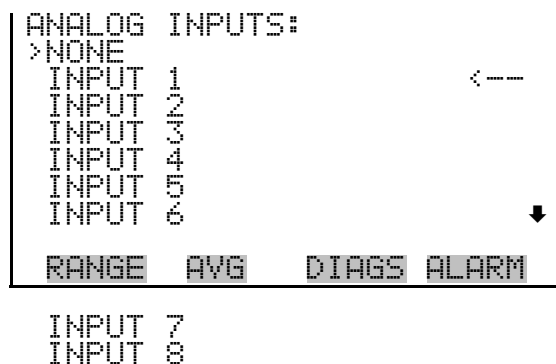 ANALOG INPUTS:
>NONE
INPUT 1 <--
INPUT 2
INPUT 3
INPUT 4
INPUT 5
INPUT 6 ↓
RANGE AVG DIAGS ALARM
INPUT 7
INPUT 8